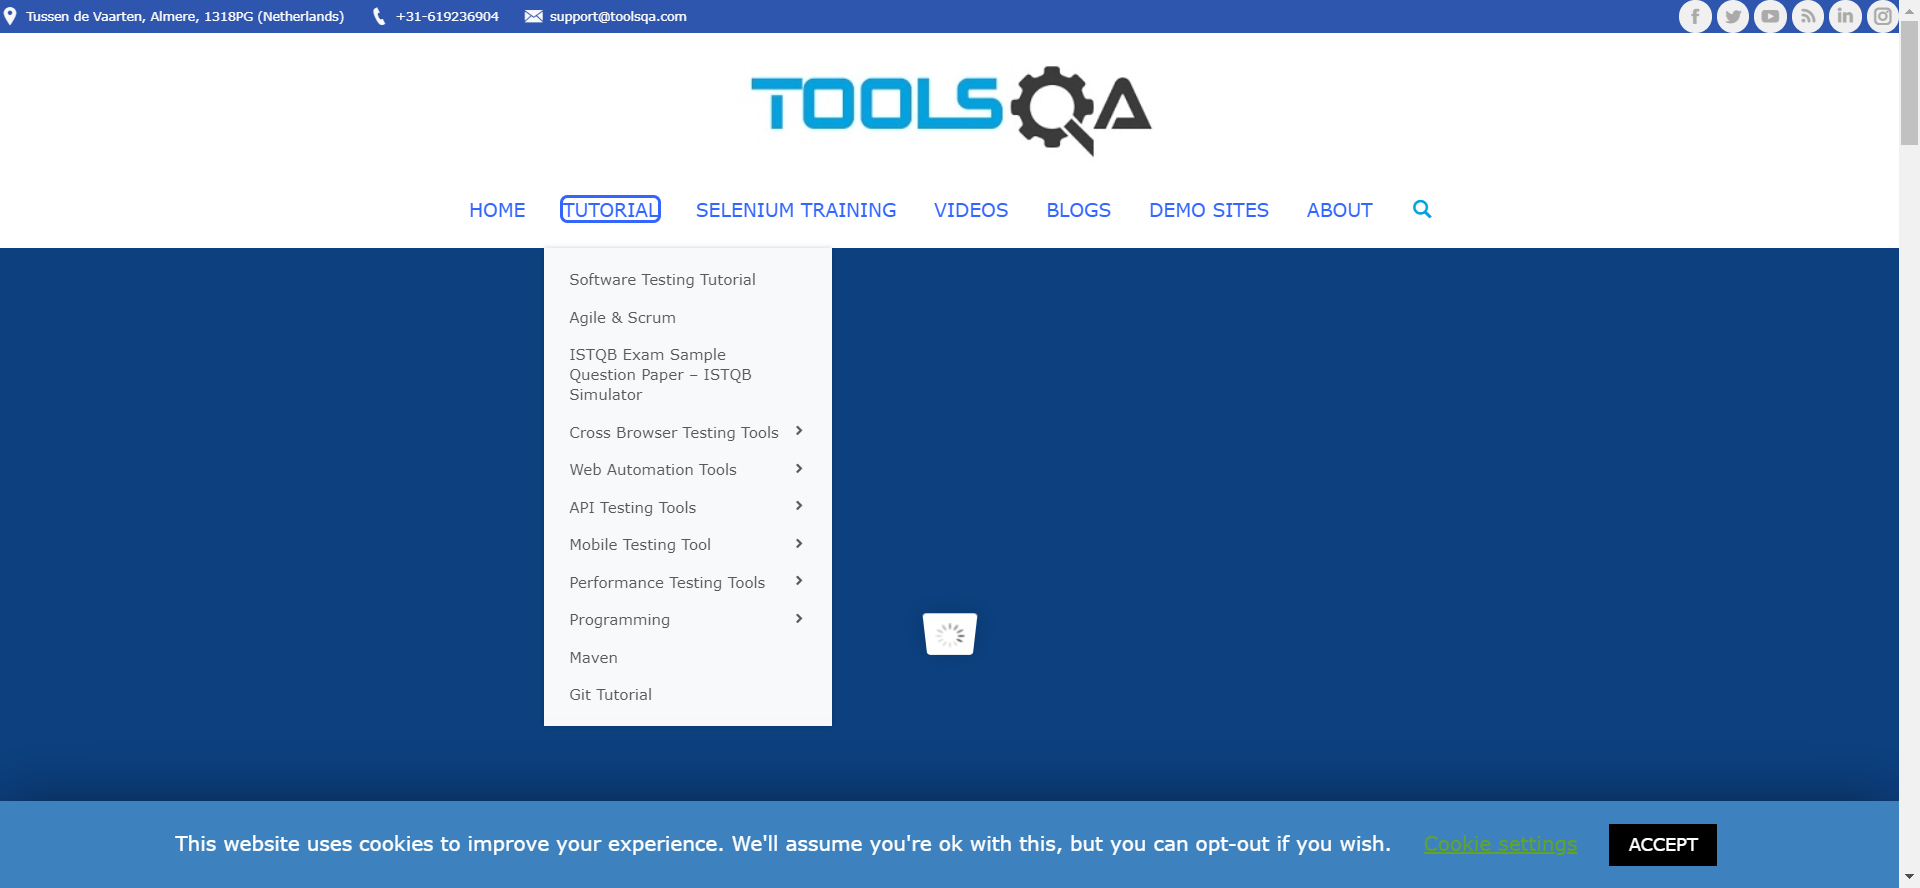 Tussen de Vaarten, Almere, 1318PG (Netherlands) +31-619236904 support@toolsqa.com
TOOLSQA
HOME TUTORIAL SELENIUM TRAINING VIDEOS BLOGS DEMO SITES ABOUT
Software Testing Tutorial
Agile & Scrum
ISTQB Exam Sample
Question Paper – ISTQB
Simulator
Cross Browser Testing Tools
Web Automation Tools
API Testing Tools
Mobile Testing Tool
Performance Testing Tools
Programming
Maven
Git Tutorial
This website uses cookies to improve your experience. We'll assume you're ok with this, but you can opt-out if you wish. Cookie settings ACCEPT